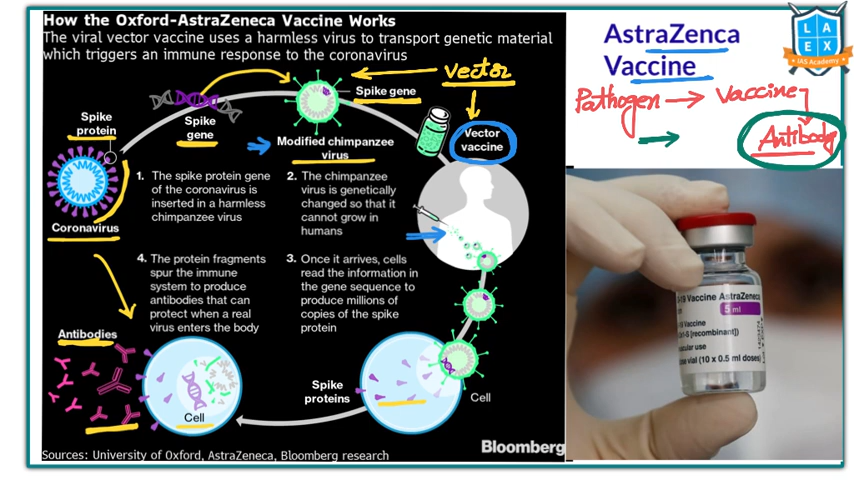 How the Oxford-AstraZeneca Vaccine Works
The viral vector vaccine uses a harmless virus to transport genetic material
which triggers an immune response to the coronavirus
Vector
Spike gene
Spike
protein
Spike
gene
Vector
vaccine
Modified chimpanzee
virus
1. The spike protein gene
of the coronavirus is
inserted in a harmless
chimpanzee virus
2. The chimpanzee
virus is genetically
changed so that it
cannot grow in
humans
Coronavirus
4. The protein fragments
spur the immune
system to produce
antibodies that can
protect when a real
virus enters the body
3. Once it arrives, cells
read the information in
the gene sequence to
produce millions of
copies of the spike
protein
Antibodies
Cell
Spike
proteins
Cell
Bloomberg
Sources: University of Oxford, AstraZeneca, Bloomberg research
AstraZenca
Vaccine
LAEX
IAS Academy
Pathogen → Vaccine
Antibody
-19 Vaccine AstraZeneca
5 ml
-19 Vaccine
-S [recombinant])
uscular use
vial (10 x 0.5 ml doses)